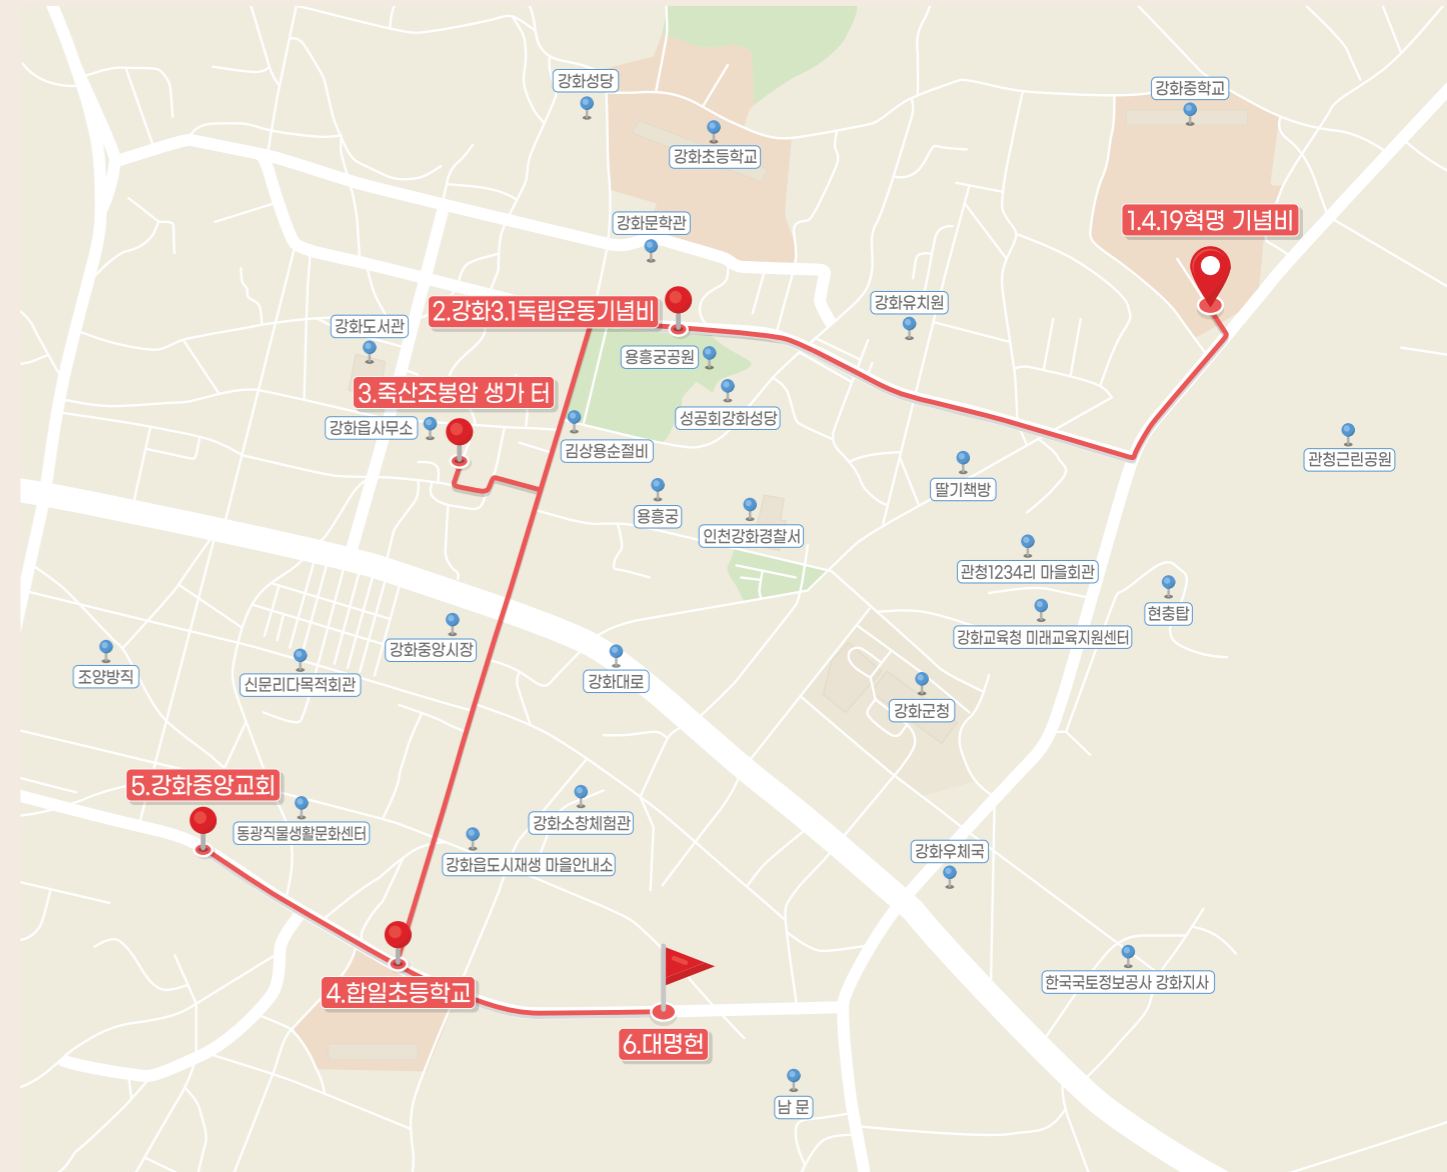 강화성당
강화중학교
강화초등학교
강화문학관
1.4.19혁명 기념비
2.강화3.1독립운동기념비
강화유치원
강화도서관
용흥궁공원
3.죽산조봉암 생가 터
성공회강화성당
강화읍사무소
김상용순절비
관청근린공원
딸기책방
용흥궁
인천강화경찰서
관청1234리 마을회관
현충탑
강화교육청 미래교육지원센터
강화중앙시장
조양방직
신문리다목적회관
강화대로
강화군청
5.강화중앙교회
동광직물생활문화센터
강화소창체험관
강화읍도시재생 마을안내소
강화우체국
4.합일초등학교
한국국토정보공사 강화지사
6.대명헌
남 문